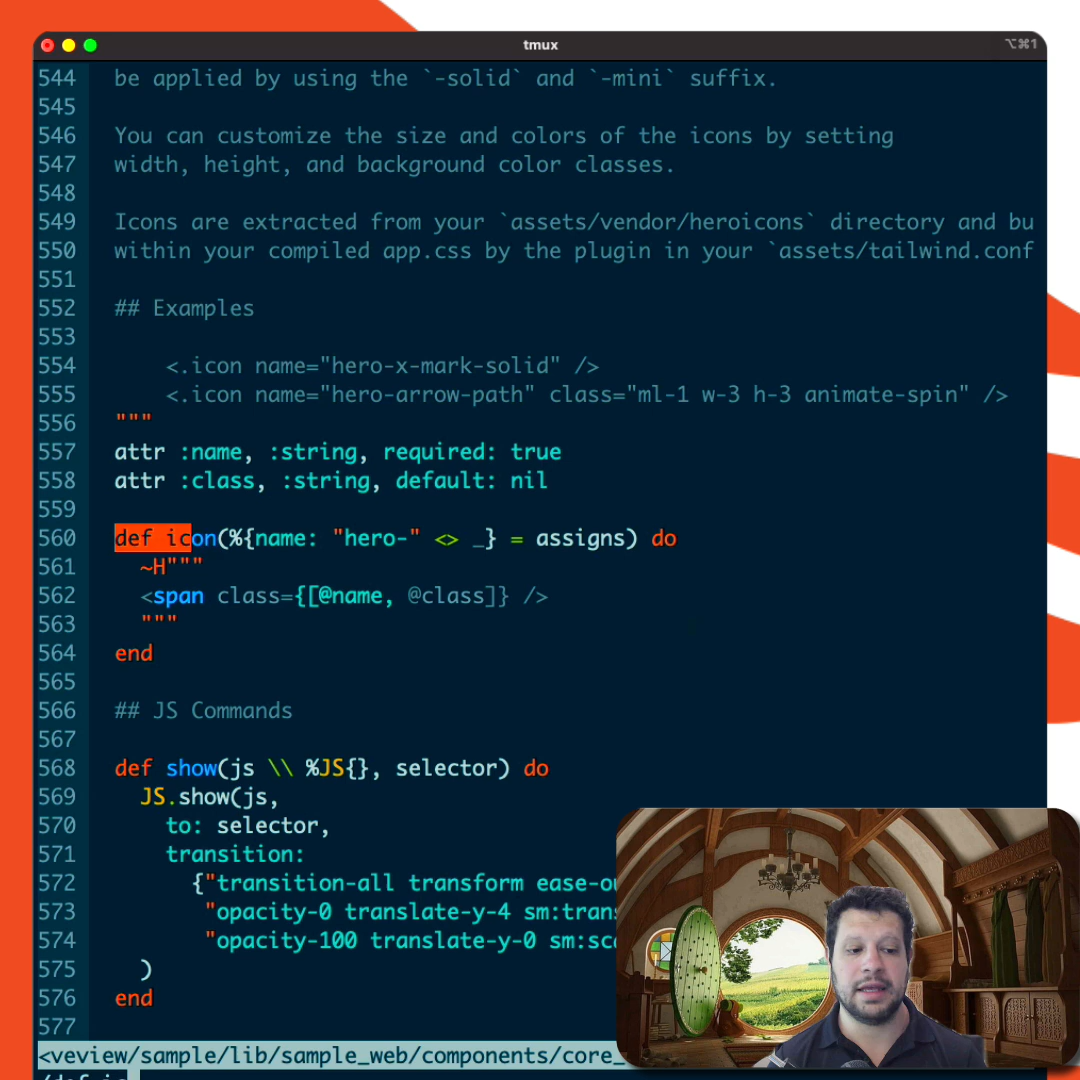 tmux
⌥⌘1
544 be applied by using the `-solid` and `-mini` suffix.
545
546 You can customize the size and colors of the icons by setting
547 width, height, and background color classes.
548
549 Icons are extracted from your `assets/vendor/heroicons` directory and bu
550 within your compiled app.css by the plugin in your `assets/tailwind.conf
551
552 ## Examples
553
554 <.icon name="hero-x-mark-solid" />
555 <.icon name="hero-arrow-path" class="ml-1 w-3 h-3 animate-spin" />
556 """
557 attr :name, :string, required: true
558 attr :class, :string, default: nil
559
560 def icon(%{name: "hero-" <> _} = assigns) do
561 ~H"""
562 <span class={[@name, @class]} />
563 """
564 end
565
566 ## JS Commands
567
568 def show(js \\ %JS{}, selector) do
569 JS.show(js,
570 to: selector,
571 transition:
572 {"transition-all transform ease-ou
573 "opacity-0 translate-y-4 sm:trans
574 "opacity-100 translate-y-0 sm:sca
575 )
576 end
577
<veview/sample/lib/sample_web/components/core_
/def ic